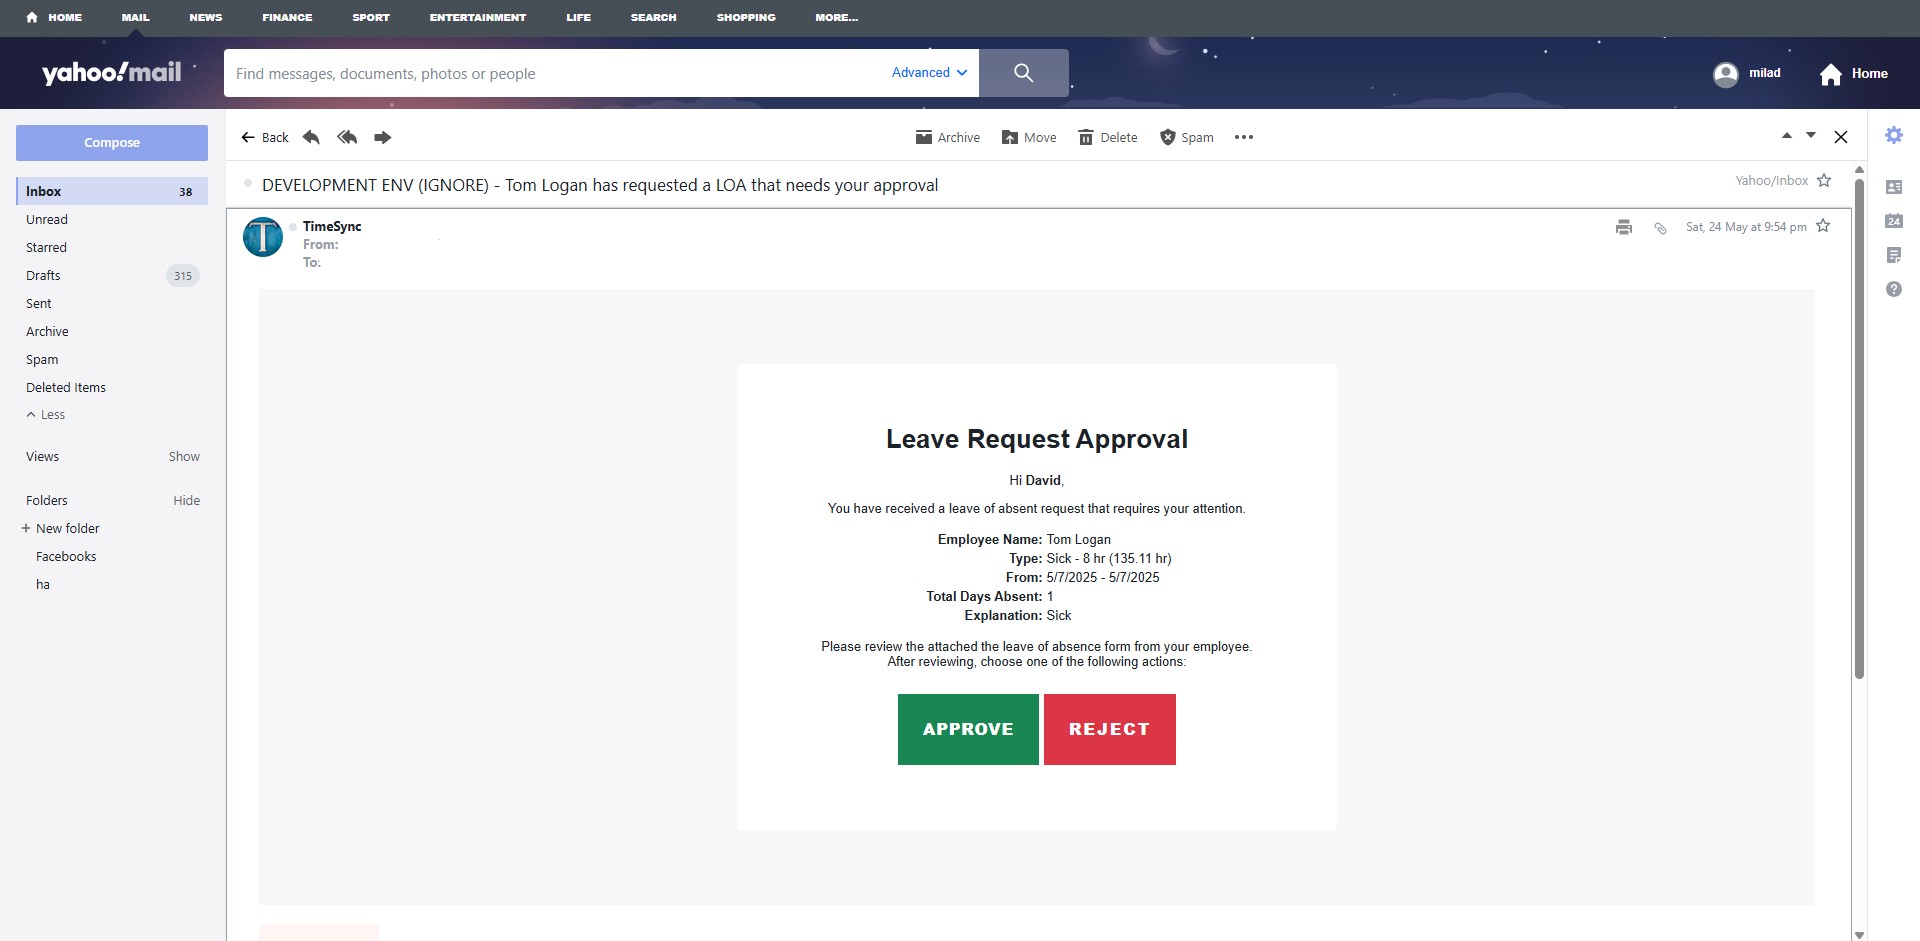 HOME MAIL NEWS FINANCE SPORT ENTERTAINMENT LIFE SEARCH SHOPPING MORE...
yahoo!mail
Find messages, documents, photos or people
Advanced
milad
Home
Compose
Inbox 38
Unread
Starred
Drafts 315
Sent
Archive
Spam
Deleted Items
Less
Views Show
Folders Hide
+ New folder
Facebooks
ha
Back
Archive Move Delete Spam
DEVELOPMENT ENV (IGNORE) - Tom Logan has requested a LOA that needs your approval
Yahoo/Inbox
T
TimeSync
From:
To:
Sat, 24 May at 9:54 pm
24
Leave Request Approval
Hi David,
You have received a leave of absent request that requires your attention.
Employee Name: Tom Logan
Type: Sick - 8 hr (135.11 hr)
From: 5/7/2025 - 5/7/2025
Total Days Absent: 1
Explanation: Sick
Please review the attached the leave of absence form from your employee.
After reviewing, choose one of the following actions:
APPROVE REJECT